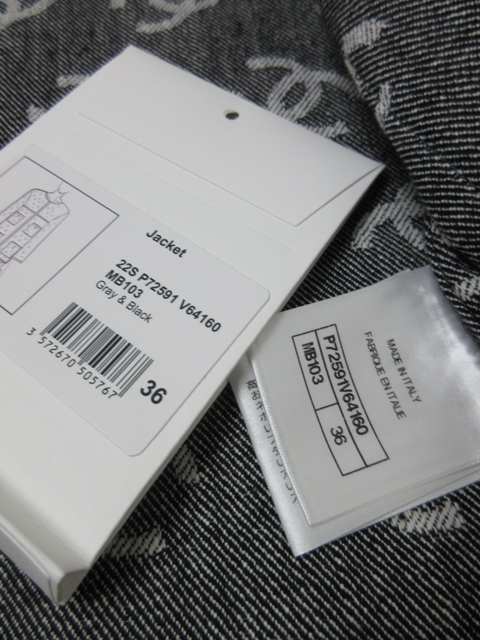 Jacket
22S P72591 V64160
MB103
Gray & Black
3 572670 505767
36
MADE IN ITALY
FABRIQUE EN ITALIE
P72591V64160
MB103
36